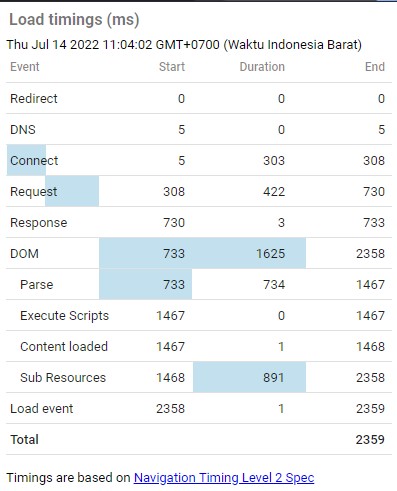 Load timings (ms)
Thu Jul 14 2022 11:04:02 GMT+0700 (Waktu Indonesia Barat)
Event Start Duration End
Redirect 0 0 0
DNS 5 0 5
Connect 5 303 308
Request 308 422 730
Response 730 3 733
DOM 733 1625 2358
Parse 733 734 1467
Execute Scripts 1467 0 1467
Content loaded 1467 1 1468
Sub Resources 1468 891 2358
Load event 2358 1 2359
Total 2359
Timings are based on Navigation Timing Level 2 Spec